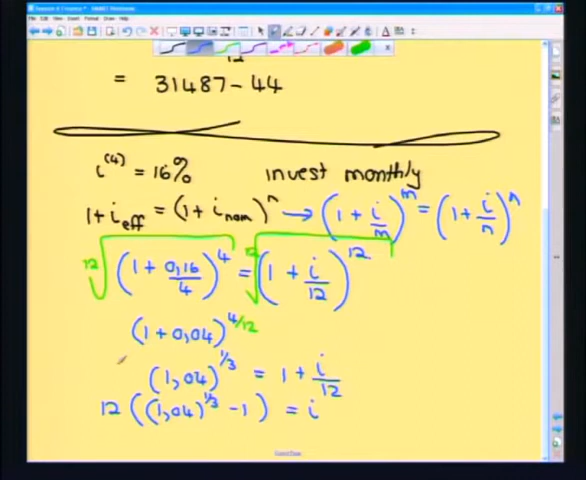 = 31487-44
i^(4) = 16% invest monthly
1 + i_eff = (1 + i_nom)^n → (1 + i/m)^m = (1 + i/n)^n
12√(1 + 0,16/4)^4 = 12√(1 + i/12)^12
(1 + 0,04)^4/12
(1,04)^1/3 = 1 + i/12
12((1,04)^1/3 - 1) = i